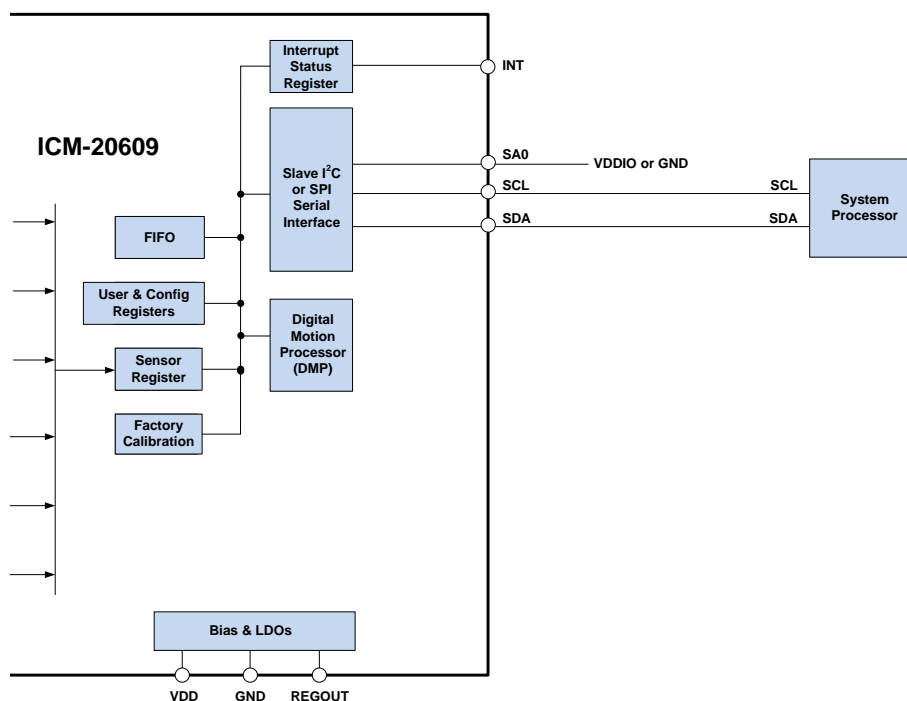 Interrupt
Status
Register
INT
ICM-20609
Slave I²C
or SPI
Serial
Interface
SA0
VDDIO or GND
SCL
SCL
SDA
SDA
System
Processor
FIFO
User & Config
Registers
Digital
Motion
Processor
(DMP)
Sensor
Register
Factory
Calibration
Bias & LDOs
VDD
GND
REGOUT